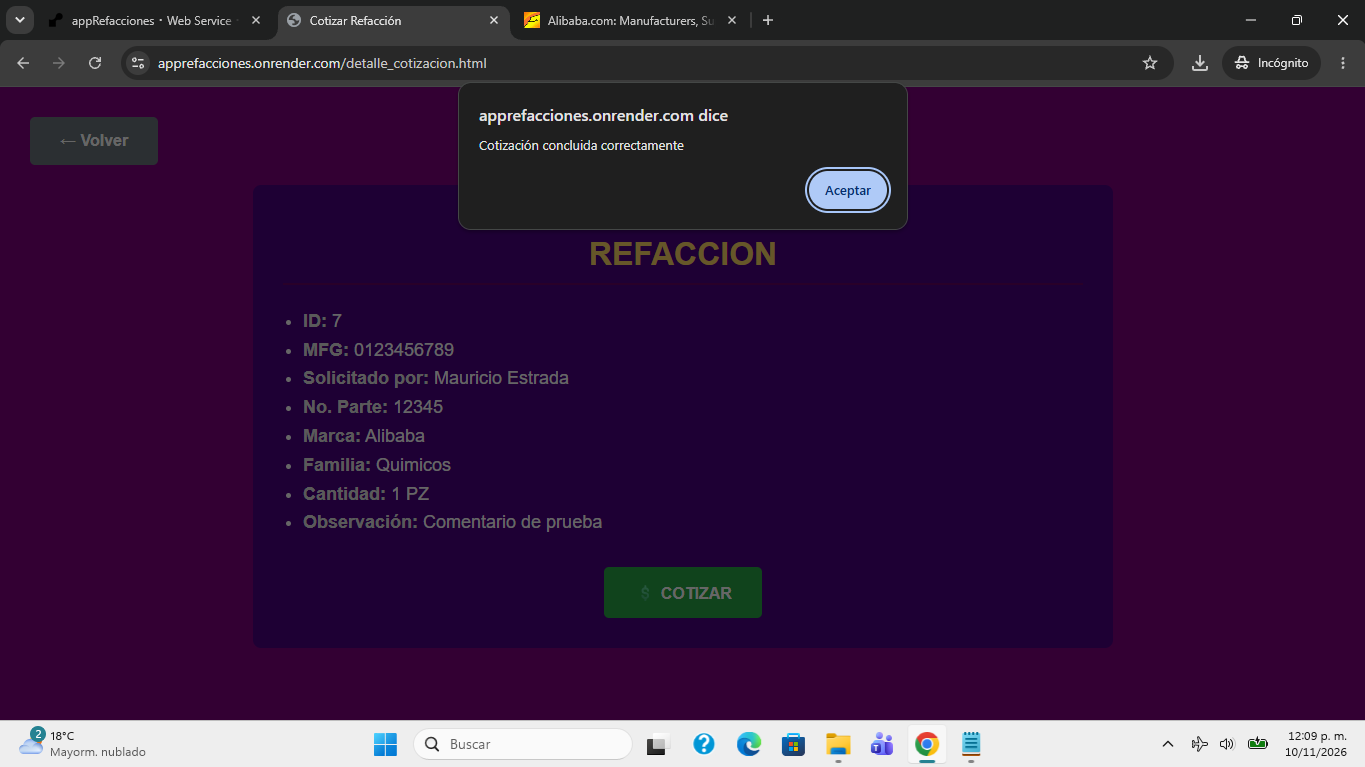 appRefacciones · Web Service
Cotizar Refacción
Alibaba.com: Manufacturers, Su
apprefacciones.onrender.com/detalle_cotizacion.html
Incógnito
apprefacciones.onrender.com dice
Cotización concluida correctamente
Aceptar
← Volver
REFACCION
• ID: 7
• MFG: 0123456789
• Solicitado por: Mauricio Estrada
• No. Parte: 12345
• Marca: Alibaba
• Familia: Quimicos
• Cantidad: 1 PZ
• Observación: Comentario de prueba
$ COTIZAR
2
18°C
Mayorm. nublado
Buscar
12:09 p. m.
10/11/2026